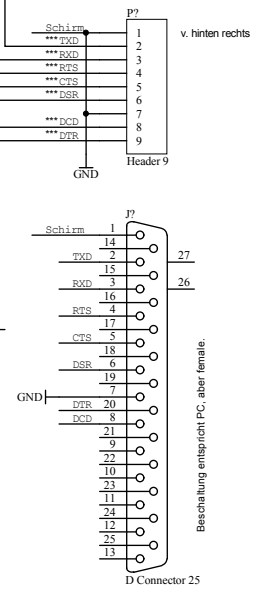 P?
Schirm 1 v. hinten rechts
***TXD 2
***RXD 3
***RTS 4
***CTS 5
***DSR 6
7
***DCD 8
***DTR 9
Header 9
GND
J?
Schirm 1
14
TXD 2 27
15
RXD 3 26
16
RTS 4
17
CTS 5
18
DSR 6
19
GND 7
DTR 20
DCD 8
21
9
22
10
23
11
24
12
25
13
Beschaltung entspricht PC, aber female.
D Connector 25